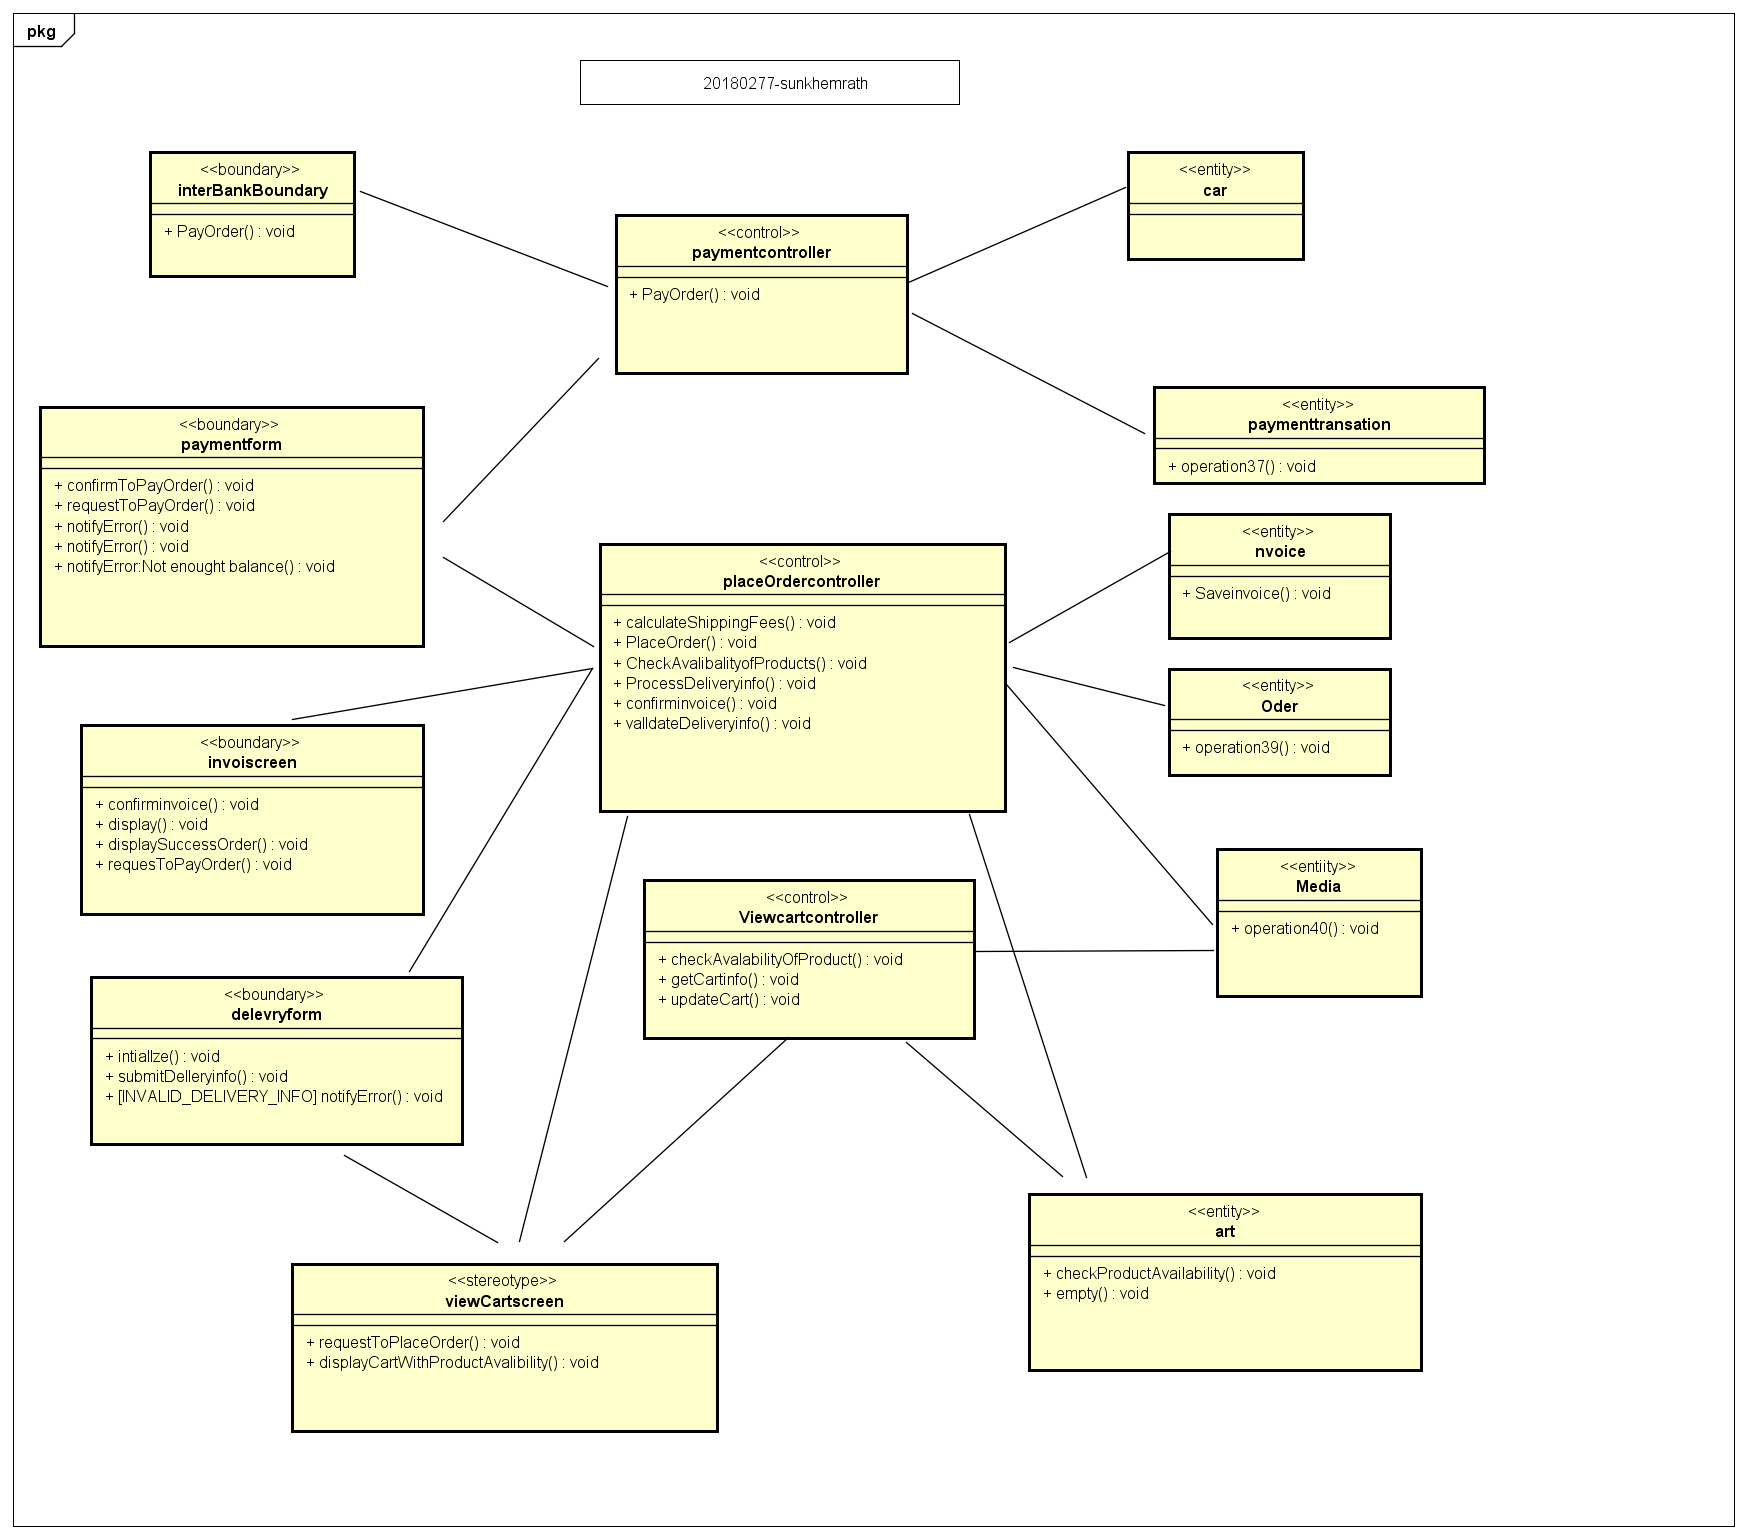 pkg
20180277-sunkhemrath
<<boundary>>
interBankBoundary
+ PayOrder() : void
<<entity>>
car
<<control>>
paymentcontroller
+ PayOrder() : void
<<boundary>>
paymentform
+ confirmToPayOrder() : void
+ requestToPayOrder() : void
+ notifyError() : void
+ notifyError() : void
+ notifyError:Not enought balance() : void
<<entity>>
paymenttransation
+ operation37() : void
<<entity>>
nvoice
+ Saveinvoice() : void
<<control>>
placeOrdercontroller
+ calculateShippingFees() : void
+ PlaceOrder() : void
+ CheckAvalibalityofProducts() : void
+ ProcessDeliveryinfo() : void
+ confirminvoice() : void
+ valldateDeliveryinfo() : void
<<entity>>
Oder
+ operation39() : void
<<boundary>>
invoiscreen
+ confirminvoice() : void
+ display() : void
+ displaySuccessOrder() : void
+ requesToPayOrder() : void
<<entiity>>
Media
+ operation40() : void
<<control>>
Viewcartcontroller
+ checkAvalabilityOfProduct() : void
+ getCartinfo() : void
+ updateCart() : void
<<boundary>>
delevryform
+ intiallze() : void
+ submitDelleryinfo() : void
+ [INVALID_DELIVERY_INFO] notifyError() : void
<<entity>>
art
+ checkProductAvailability() : void
+ empty() : void
<<stereotype>>
viewCartscreen
+ requestToPlaceOrder() : void
+ displayCartWithProductAvalibility() : void